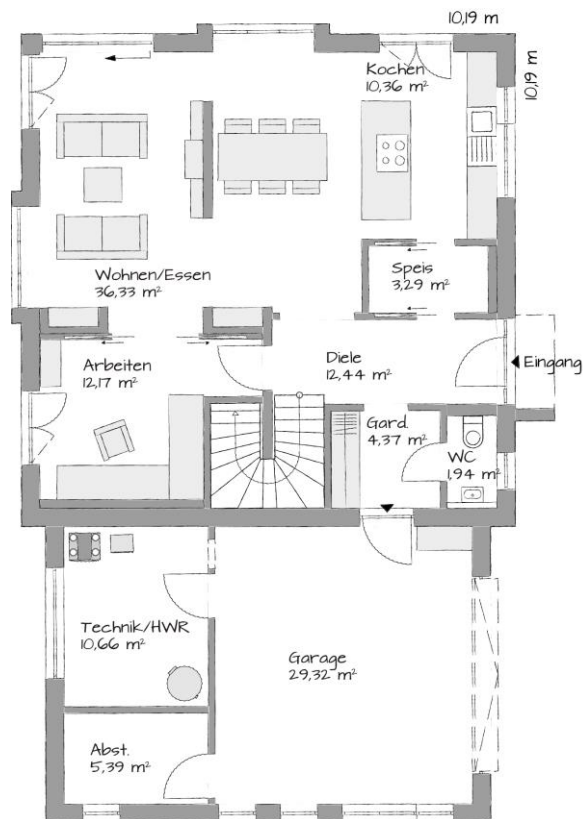 10,19 m
10,19 m
Kochen
10,36 m²
Wohnen/Essen
36,33 m²
Speis
3,29 m²
Arbeiten
12,17 m²
Diele
12,44 m²
Eingang
Gard.
4,37 m²
WC
1,94 m²
Technik/HWR
10,66 m²
Garage
29,32 m²
Abst.
5,39 m²